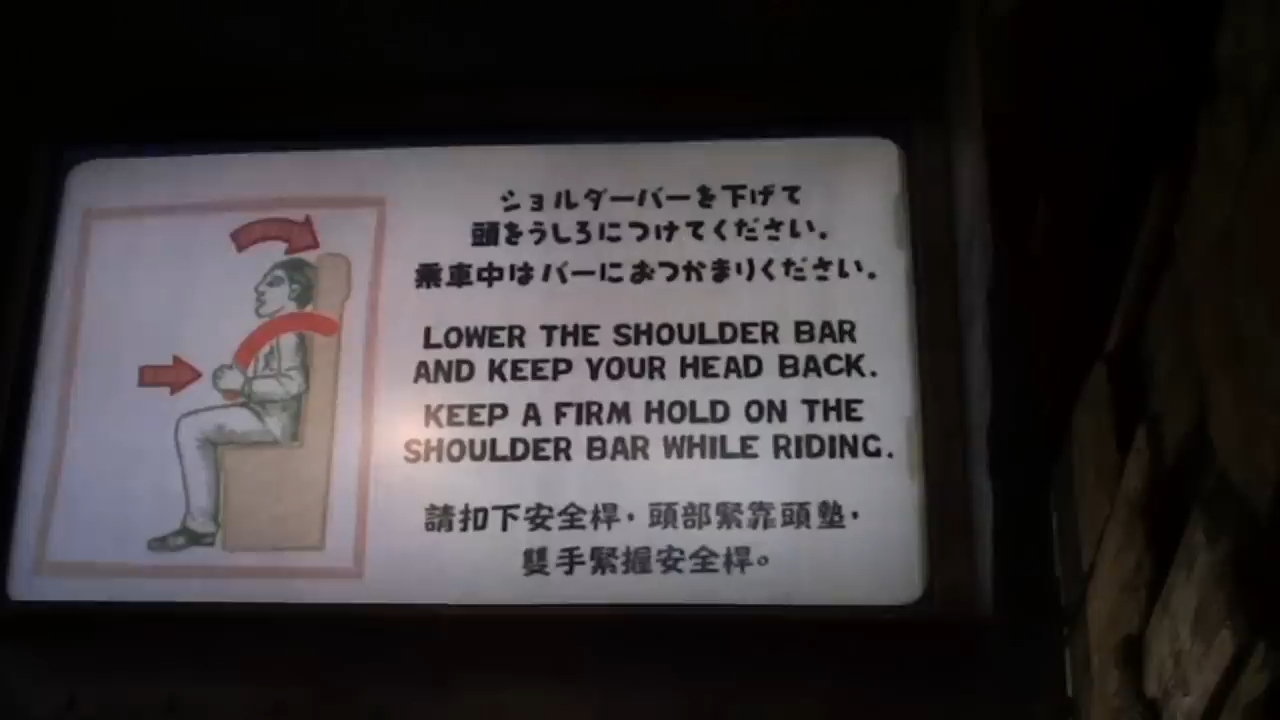 ショルダーバーを下げて
頭をうしろにつけてください。
乗車中はバーにおつかまりください。
LOWER THE SHOULDER BAR
AND KEEP YOUR HEAD BACK.
KEEP A FIRM HOLD ON THE
SHOULDER BAR WHILE RIDING.
請扣下安全桿，頭部緊靠頭墊，
雙手緊握安全桿。